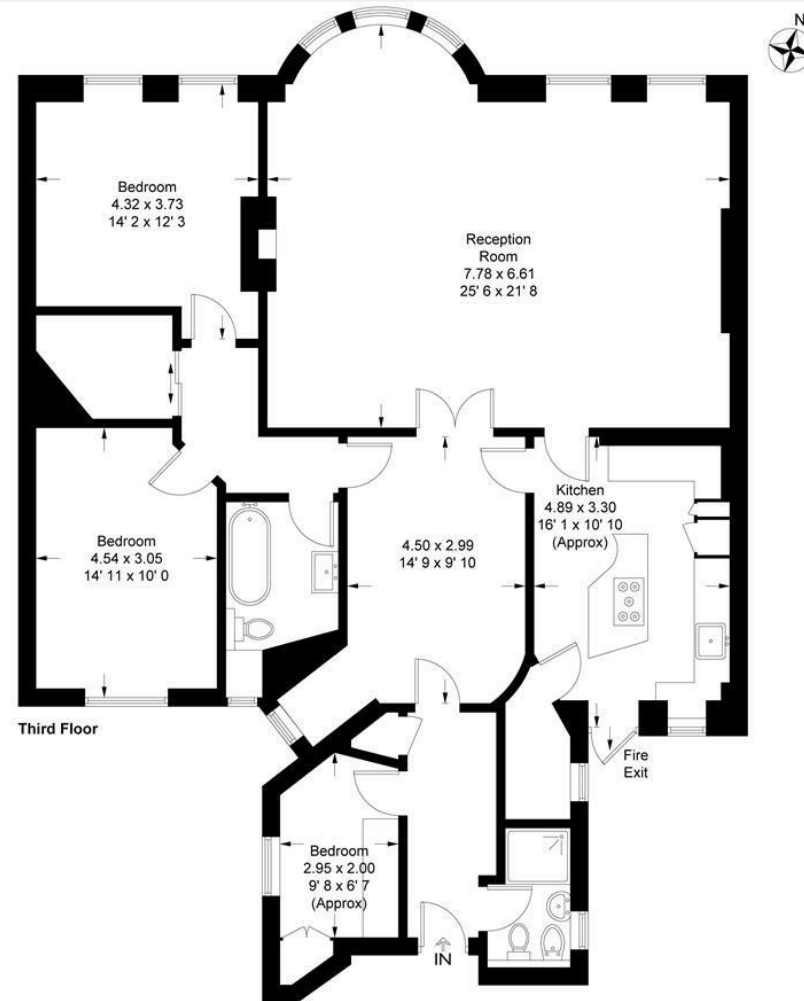 N
Bedroom
4.32 x 3.73
14' 2 x 12' 3
Reception
Room
7.78 x 6.61
25' 6 x 21' 8
Kitchen
4.89 x 3.30
16' 1 x 10' 10
(Approx)
Bedroom
4.54 x 3.05
14' 11 x 10' 0
4.50 x 2.99
14' 9 x 9' 10
Third Floor
Fire
Exit
Bedroom
2.95 x 2.00
9' 8 x 6' 7
(Approx)
IN